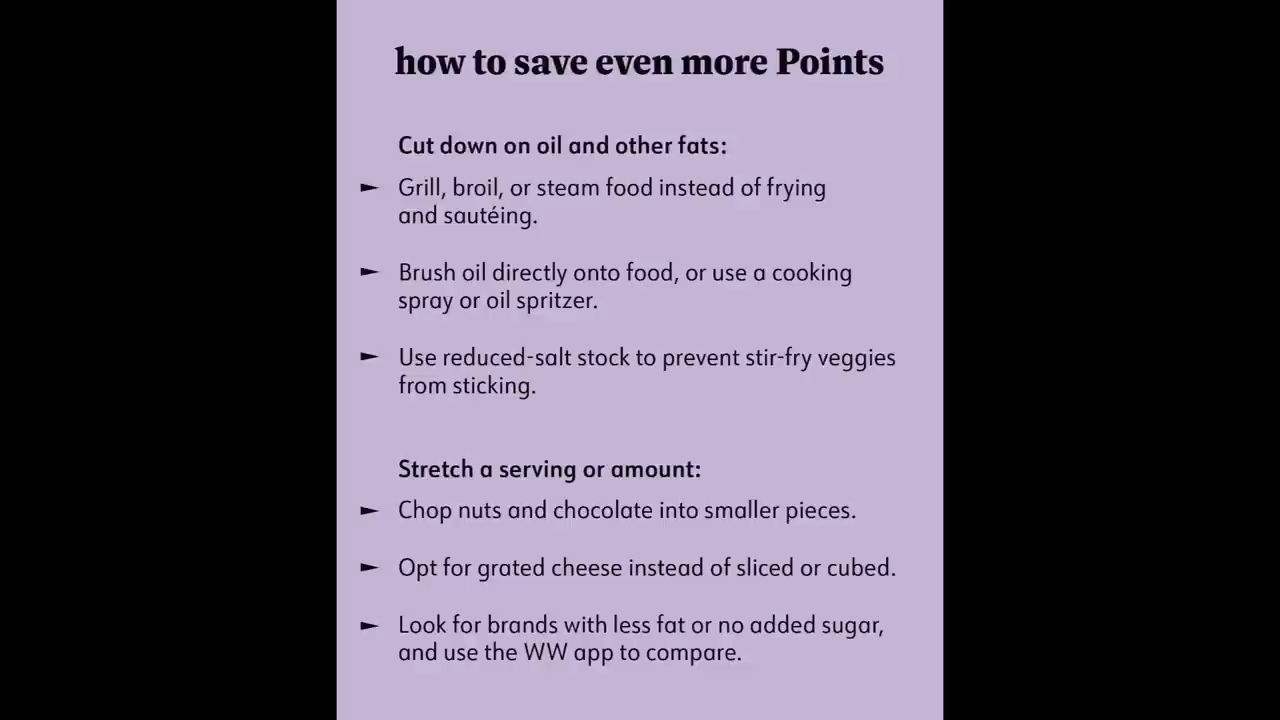 how to save even more Points
Cut down on oil and other fats:
► Grill, broil, or steam food instead of frying
and sautéing.
► Brush oil directly onto food, or use a cooking
spray or oil spritzer.
► Use reduced-salt stock to prevent stir-fry veggies
from sticking.
Stretch a serving or amount:
► Chop nuts and chocolate into smaller pieces.
► Opt for grated cheese instead of sliced or cubed.
► Look for brands with less fat or no added sugar,
and use the WW app to compare.